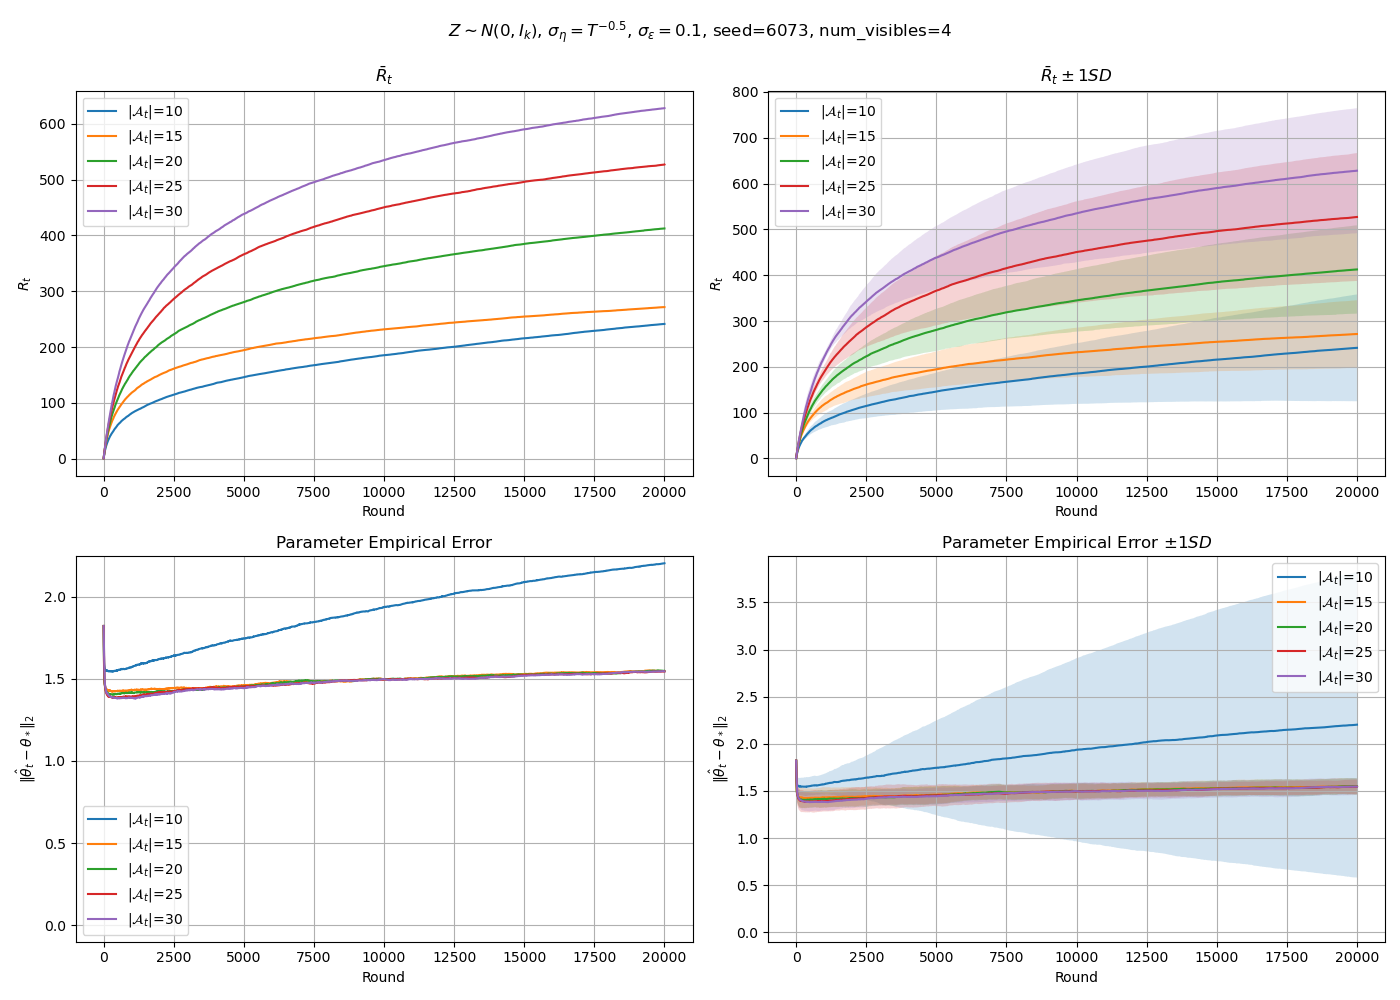 Z ∼ N(0, I_k), σ_η = T^{−0.5}, σ_ε = 0.1, seed=6073, num_visibles=4
R̄_t
|𝒜_t|=10
|𝒜_t|=15
|𝒜_t|=20
|𝒜_t|=25
|𝒜_t|=30
R_t
600
500
400
300
200
100
0
0 2500 5000 7500 10000 12500 15000 17500 20000
Round
R̄_t ± 1SD
|𝒜_t|=10
|𝒜_t|=15
|𝒜_t|=20
|𝒜_t|=25
|𝒜_t|=30
R_t
800
700
600
500
400
300
200
100
0
0 2500 5000 7500 10000 12500 15000 17500 20000
Round
Parameter Empirical Error
‖θ̂_t − θ_*‖_2
2.0
1.5
1.0
0.5
0.0
|𝒜_t|=10
|𝒜_t|=15
|𝒜_t|=20
|𝒜_t|=25
|𝒜_t|=30
0 2500 5000 7500 10000 12500 15000 17500 20000
Round
Parameter Empirical Error ±1SD
|𝒜_t|=10
|𝒜_t|=15
|𝒜_t|=20
|𝒜_t|=25
|𝒜_t|=30
‖θ̂_t − θ_*‖_2
3.5
3.0
2.5
2.0
1.5
1.0
0.5
0.0
0 2500 5000 7500 10000 12500 15000 17500 20000
Round